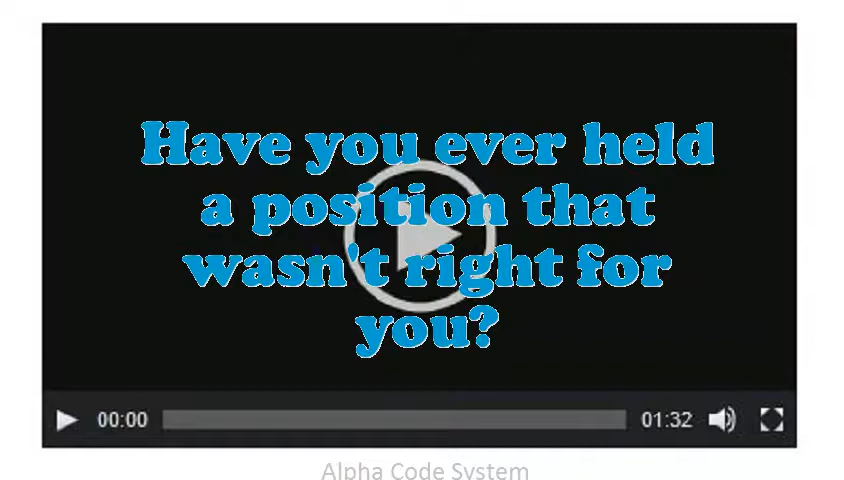 Have you ever held
a position that
wasn't right for
you?
00:00 01:32
Alpha Code System